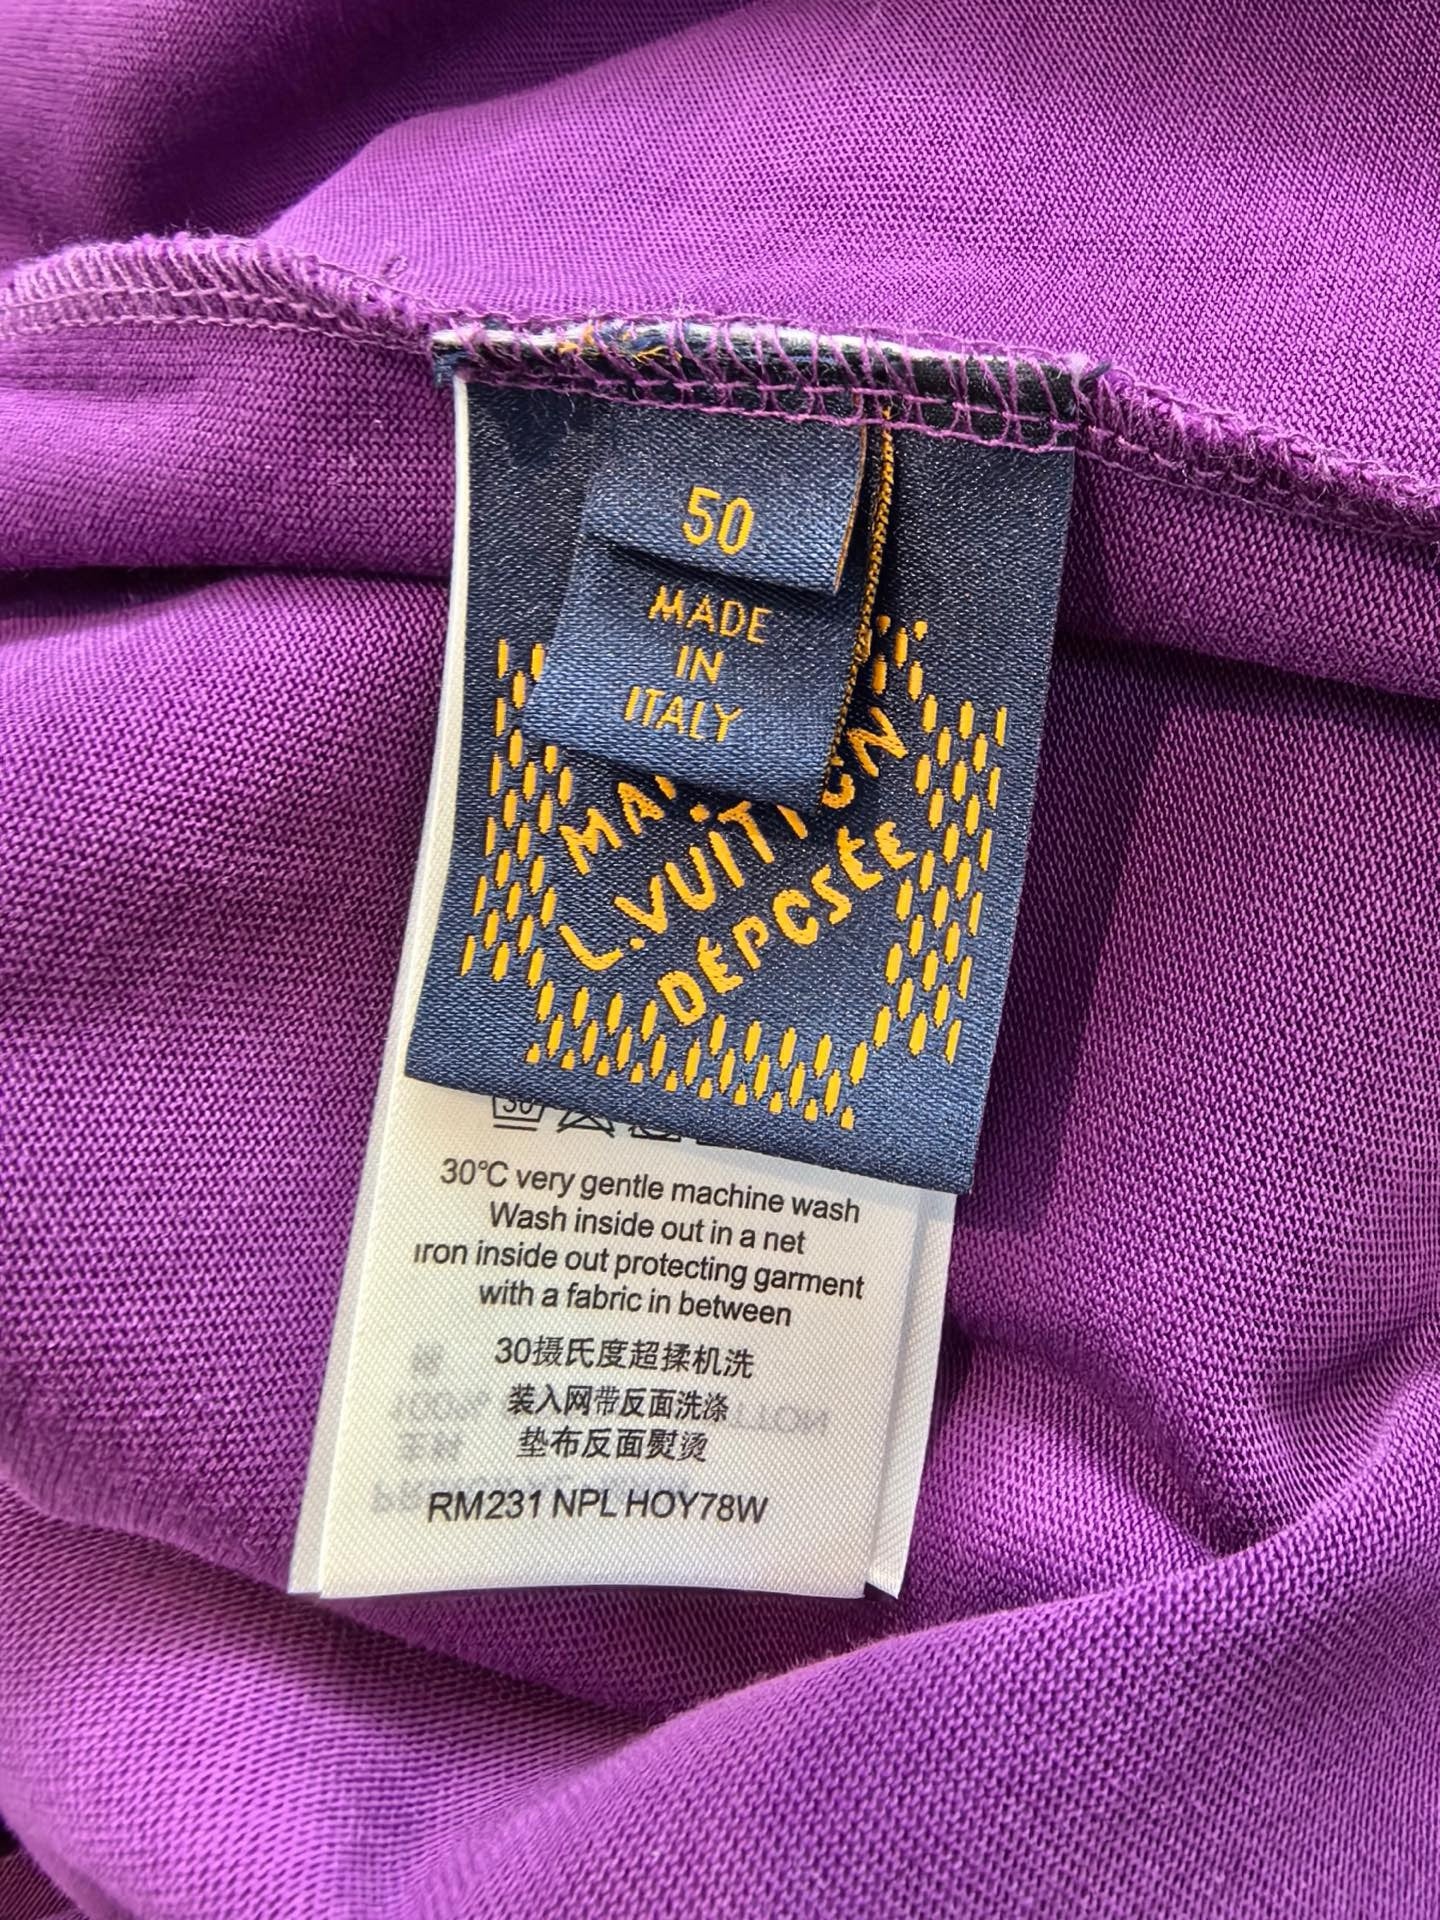 50
MADE
IN
ITALY
L.VUITTON
DÉPOSÉE
30
30°C very gentle machine wash
Wash inside out in a net
Iron inside out protecting garment
with a fabric in between
30摄氏度超揉机洗
装入网带反面洗涤
垫布反面熨烫
RM231 NPL HOY78W